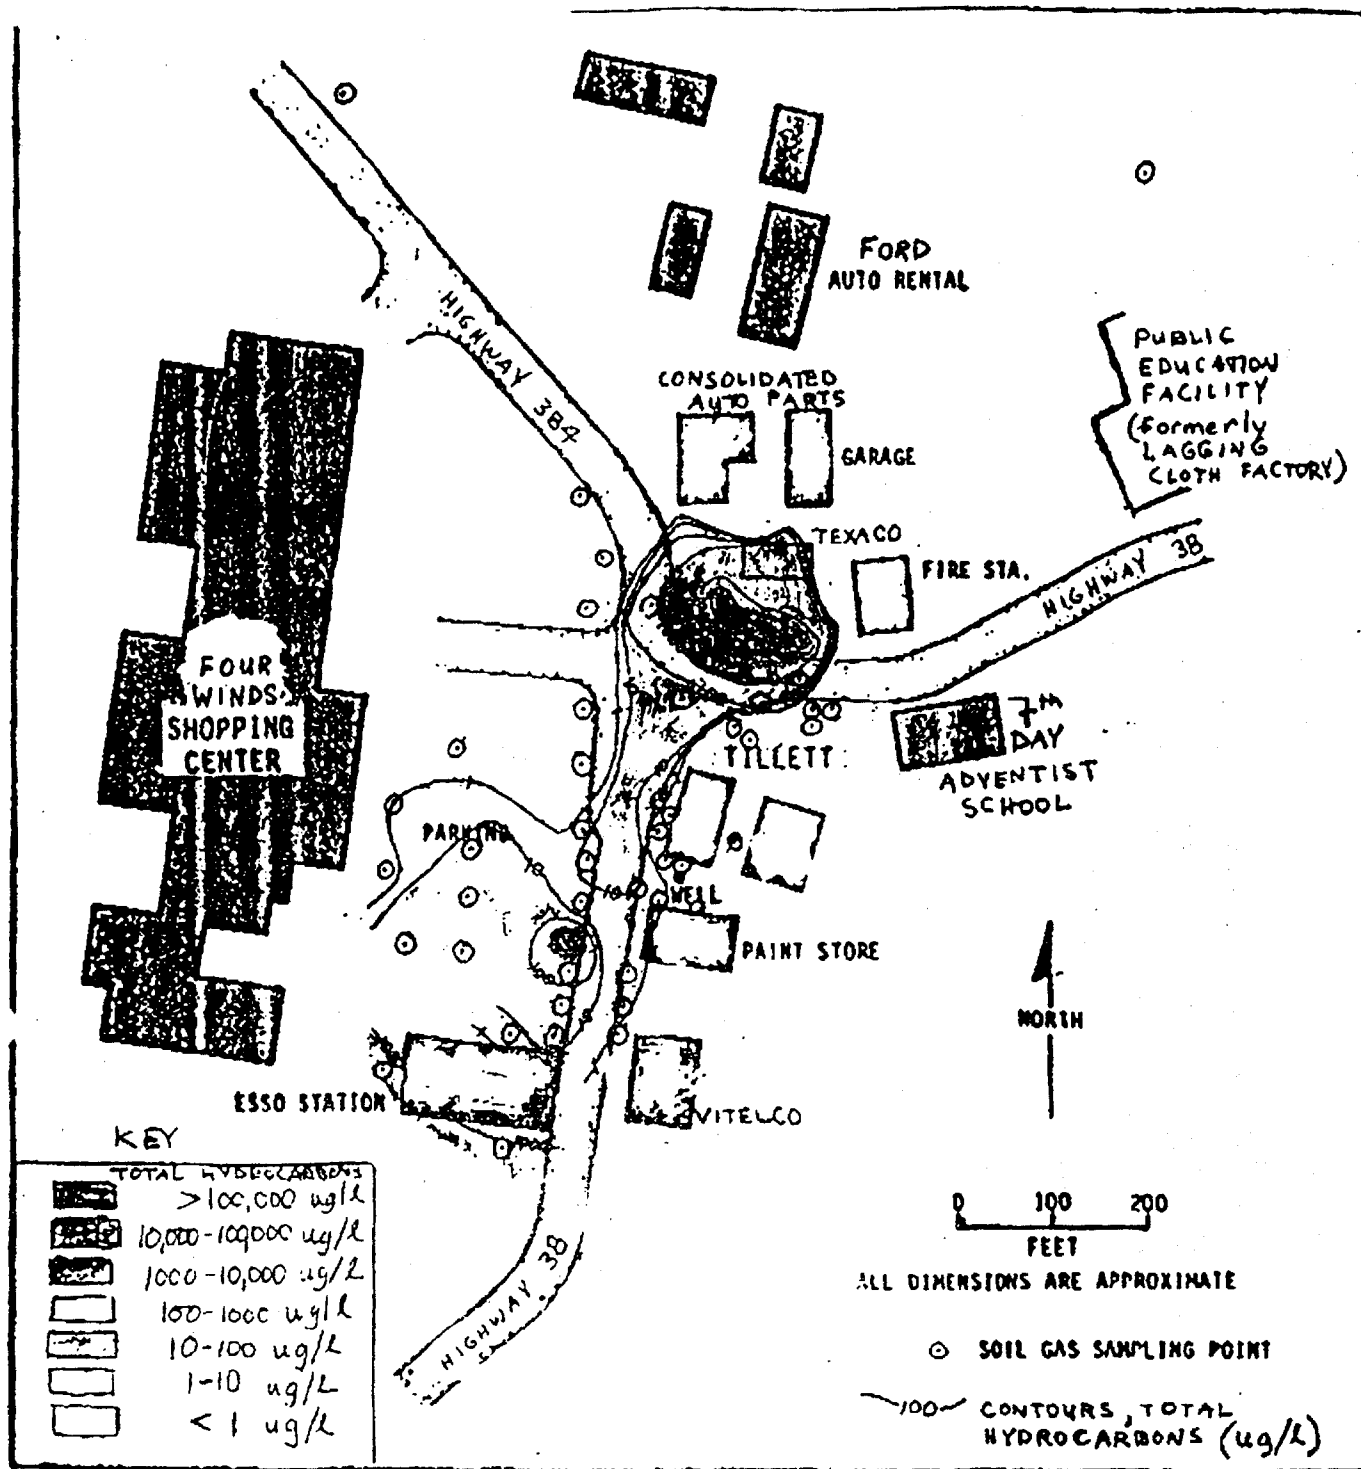 HIGHWAY 384
FORD
AUTO RENTAL
PUBLIC
EDUCATION
FACILITY
(Formerly
LAGGING
CLOTH FACTORY)
CONSOLIDATED
AUTO PARTS
GARAGE
TEXACO
FIRE STA.
HIGHWAY 38
FOUR
WINDS
SHOPPING
CENTER
7th
DAY
ADVENTIST
SCHOOL
TILLETT
PARKING
10
10
WELL
PAINT STORE
NORTH
ESSO STATION
VITELCO
KEY
TOTAL HYDROCARBONS
>100,000 ug/l
10,000-100,000 ug/l
1000-10,000 ug/l
100-1000 ug/l
10-100 ug/l
1-10 ug/l
< 1 ug/l
HIGHWAY 38
0 100 200
FEET
ALL DIMENSIONS ARE APPROXIMATE
SOIL GAS SAMPLING POINT
100 CONTOURS, TOTAL
HYDROCARBONS (ug/l)